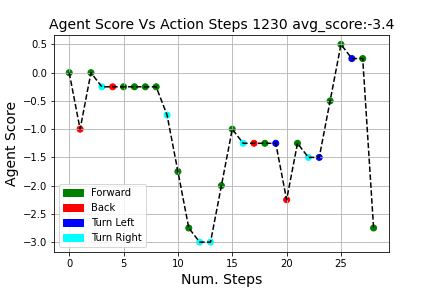 Agent Score Vs Action Steps 1230 avg_score:-3.4
0.5
0.0
−0.5
−1.0
−1.5
−2.0
−2.5
−3.0
Agent Score
Forward
Back
Turn Left
Turn Right
0 5 10 15 20 25
Num. Steps